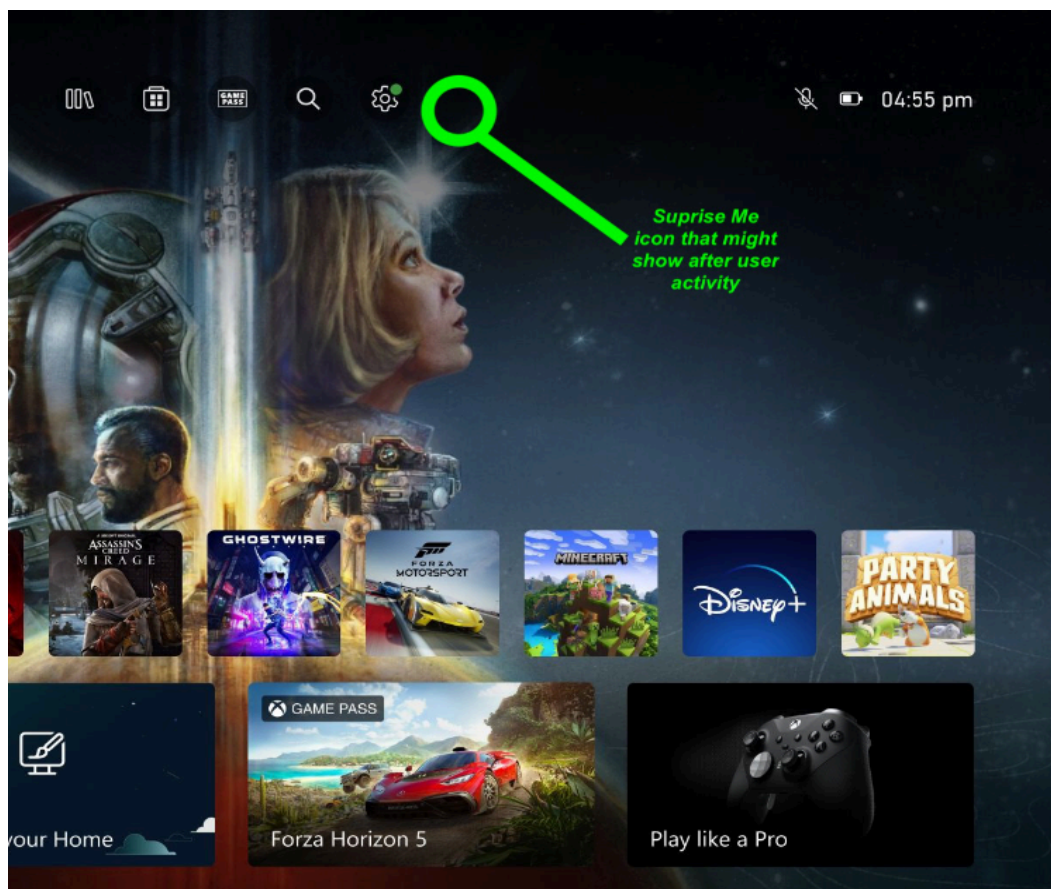 GAME
PASS
04:55 pm
Suprise Me
icon that might
show after user
activity
ASSASSIN'S
CREED
MIRAGE
GHOSTWIRE
FORZA
MOTORSPORT
MINECRAFT
Disney+
PARTY
ANIMALS
GAME PASS
your Home
Forza Horizon 5
Play like a Pro